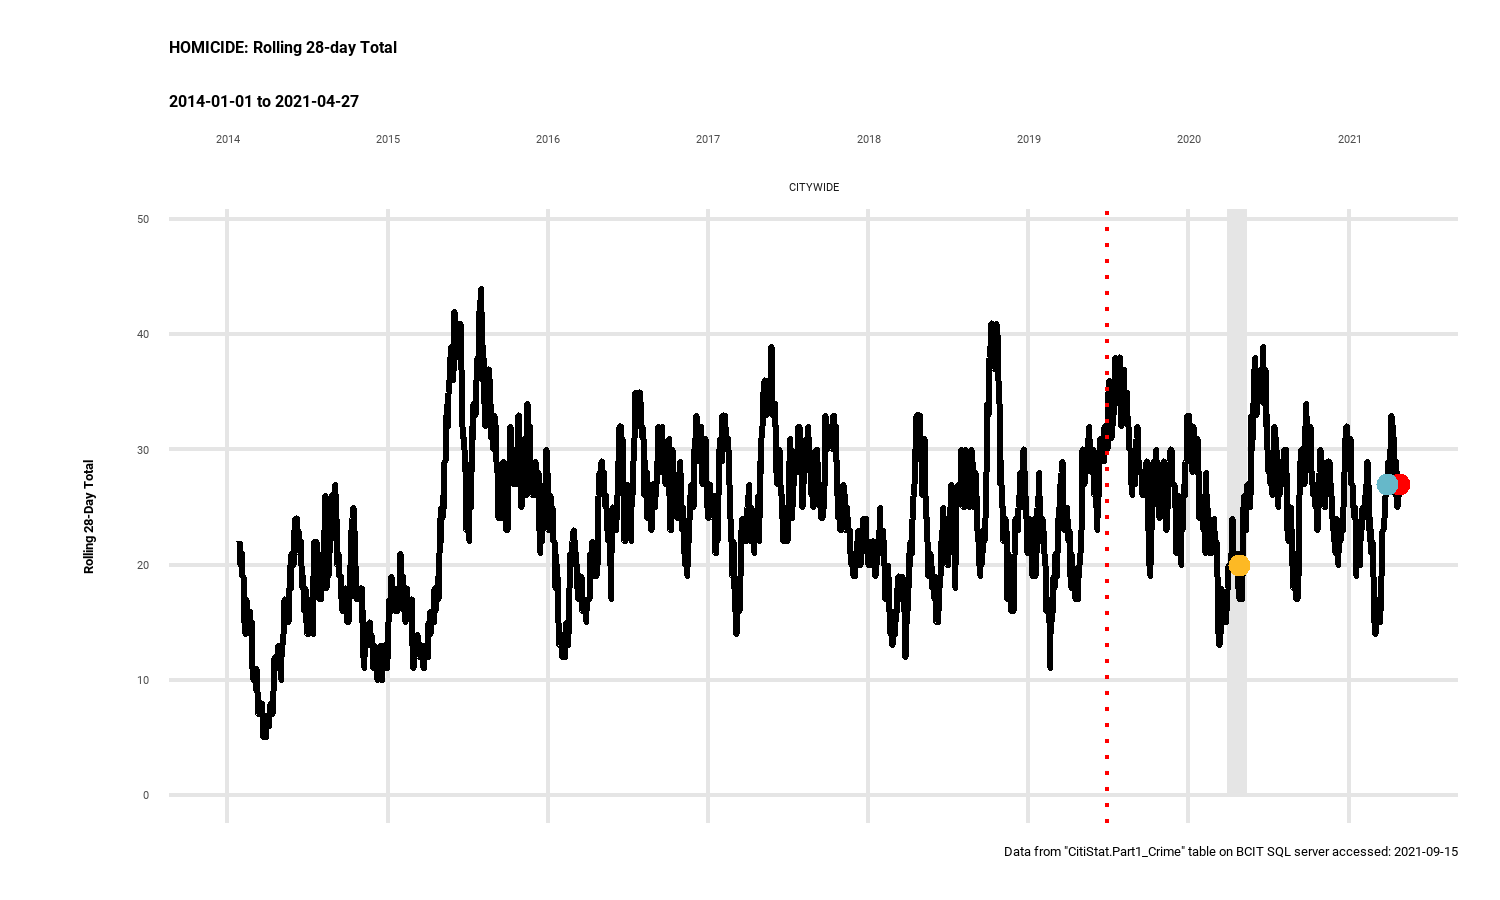 HOMICIDE: Rolling 28-day Total
2014-01-01 to 2021-04-27
2014 2015 2016 2017 2018 2019 2020 2021
CITYWIDE
50
40
30
20
10
0
Rolling 28-Day Total
Data from "CitiStat.Part1_Crime" table on BCIT SQL server accessed: 2021-09-15